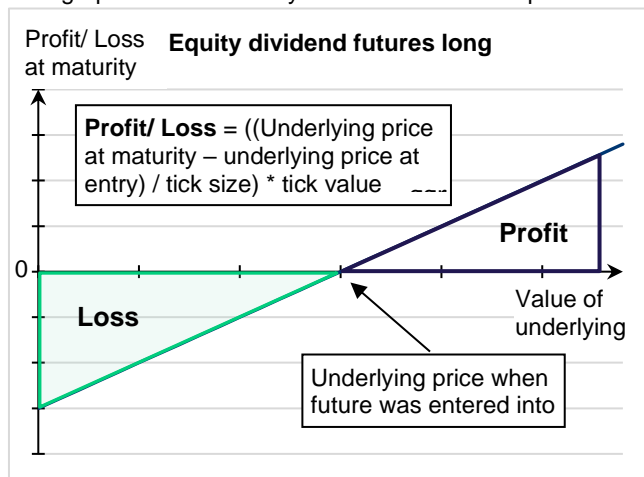 Profit/ Loss
at maturity
Equity dividend futures long
Profit/ Loss = ((Underlying price
at maturity – underlying price at
entry) / tick size) * tick value
Profit
0
Value of
underlying
Loss
Underlying price when
future was entered into